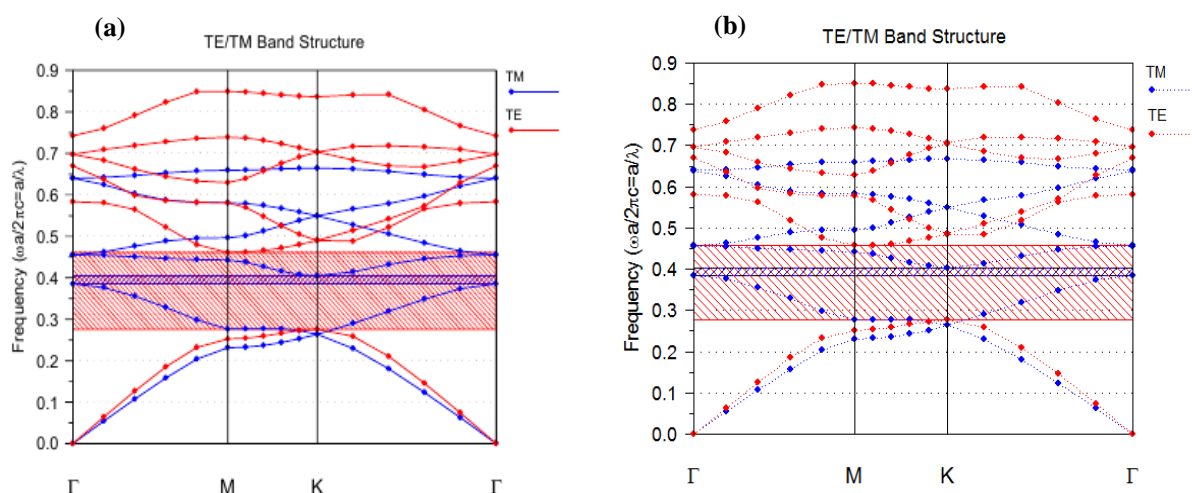 (a)
TE/TM Band Structure
TM
TE
Frequency (ωa/2πc=a/λ)
0.9
0.8
0.7
0.6
0.5
0.4
0.3
0.2
0.1
0.0
Γ M K Γ
(b)
TE/TM Band Structure
TM
TE
Frequency (ωa/2πc=a/λ)
0.9
0.8
0.7
0.6
0.5
0.4
0.3
0.2
0.1
0.0
Γ M K Γ